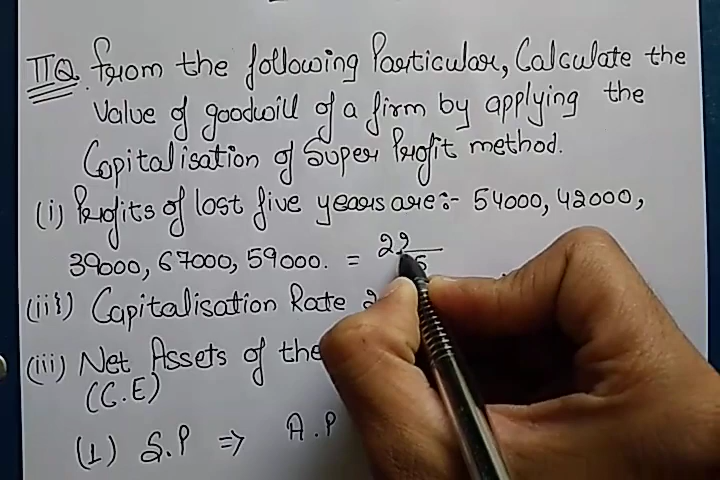 IIQ. From the following Particular, Calculate the
Value of goodwill of a firm by applying the
Capitalisation of Super Profit method.
(i) Profits of last five years are:- 54000, 42000,
39000, 67000, 59000. = 22
(ii) Capitalisation Rate
(iii) Net Assets of the
(C.E)
(1) S.P ⇒ A.P